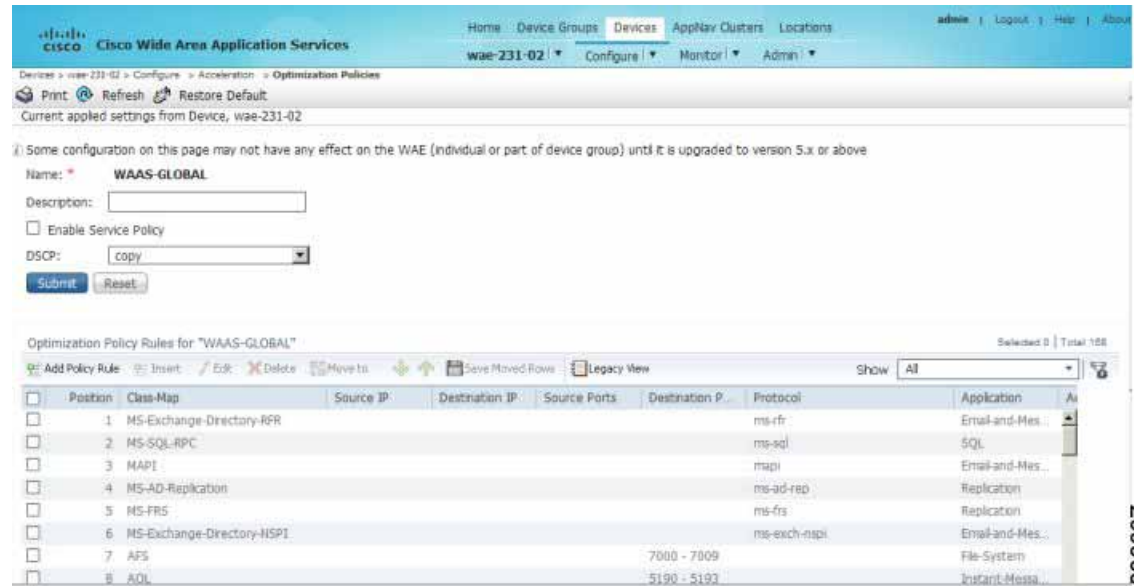 Home Device Groups Devices AppNav Clusters Locations
admin | Logout | Help | About
cisco Cisco Wide Area Application Services
wae-231-02 Configure Monitor Admin
Devices > wae-231-02 > Configure > Acceleration > Optimization Policies
Print Refresh Restore Default
Current applied settings from Device, wae-231-02
Some configuration on this page may not have any effect on the WAE (individual or part of device group) until it is upgraded to version 5.x or above
Name: * WAAS-GLOBAL
Description:
Enable Service Policy
DSCP: copy
Submit Reset
Optimization Policy Rules for "WAAS-GLOBAL" Selected 0 | Total 168
Add Policy Rule Insert Edit Delete Move to Save Moved Rows Legacy View Show All
Position Class-Map Source IP Destination IP Source Ports Destination P... Protocol Application
1 MS-Exchange-Directory-RFR ms-rfr Email-and-Mes...
2 MS-SQL-RPC ms-sql SQL
3 MAPI mapi Email-and-Mes...
4 MS-AD-Replication ms-ad-rep Replication
5 MS-FRS ms-frs Replication
6 MS-Exchange-Directory-NSPI ms-exch-nspi Email-and-Mes...
7 AFS 7000 - 7009 File-System
8 AOL 5190 - 5193 Instant-Messa...